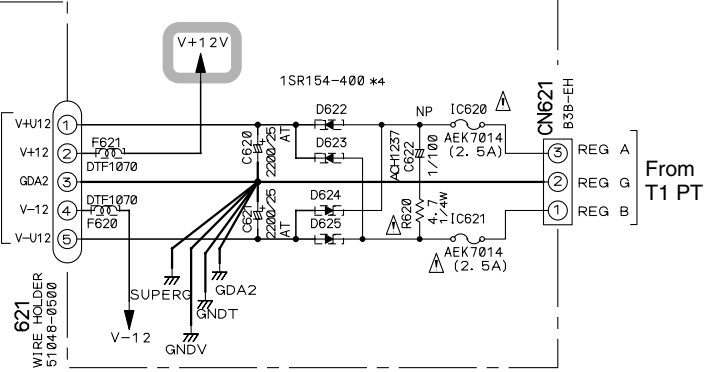 V+12V
1SR154-400 *4
CN621
B3B-EH
V+U12
1
V+12
2
GDA2
3
V-12
4
V-U12
5
F621
DTF1070
DTF1070
F620
C620
2200/25
AT
C621
2200/25
AT
D622
D623
D624
D625
NP
ACH1237
C622
1/100
R620
4.7
1/4W
IC620
AEK7014
(2.5A)
IC621
AEK7014
(2.5A)
3
REG A
2
REG G
1
REG B
From
T1 PT
SUPERG
GDA2
GNDT
GNDV
V-12
621
WIRE HOLDER
51048-0500